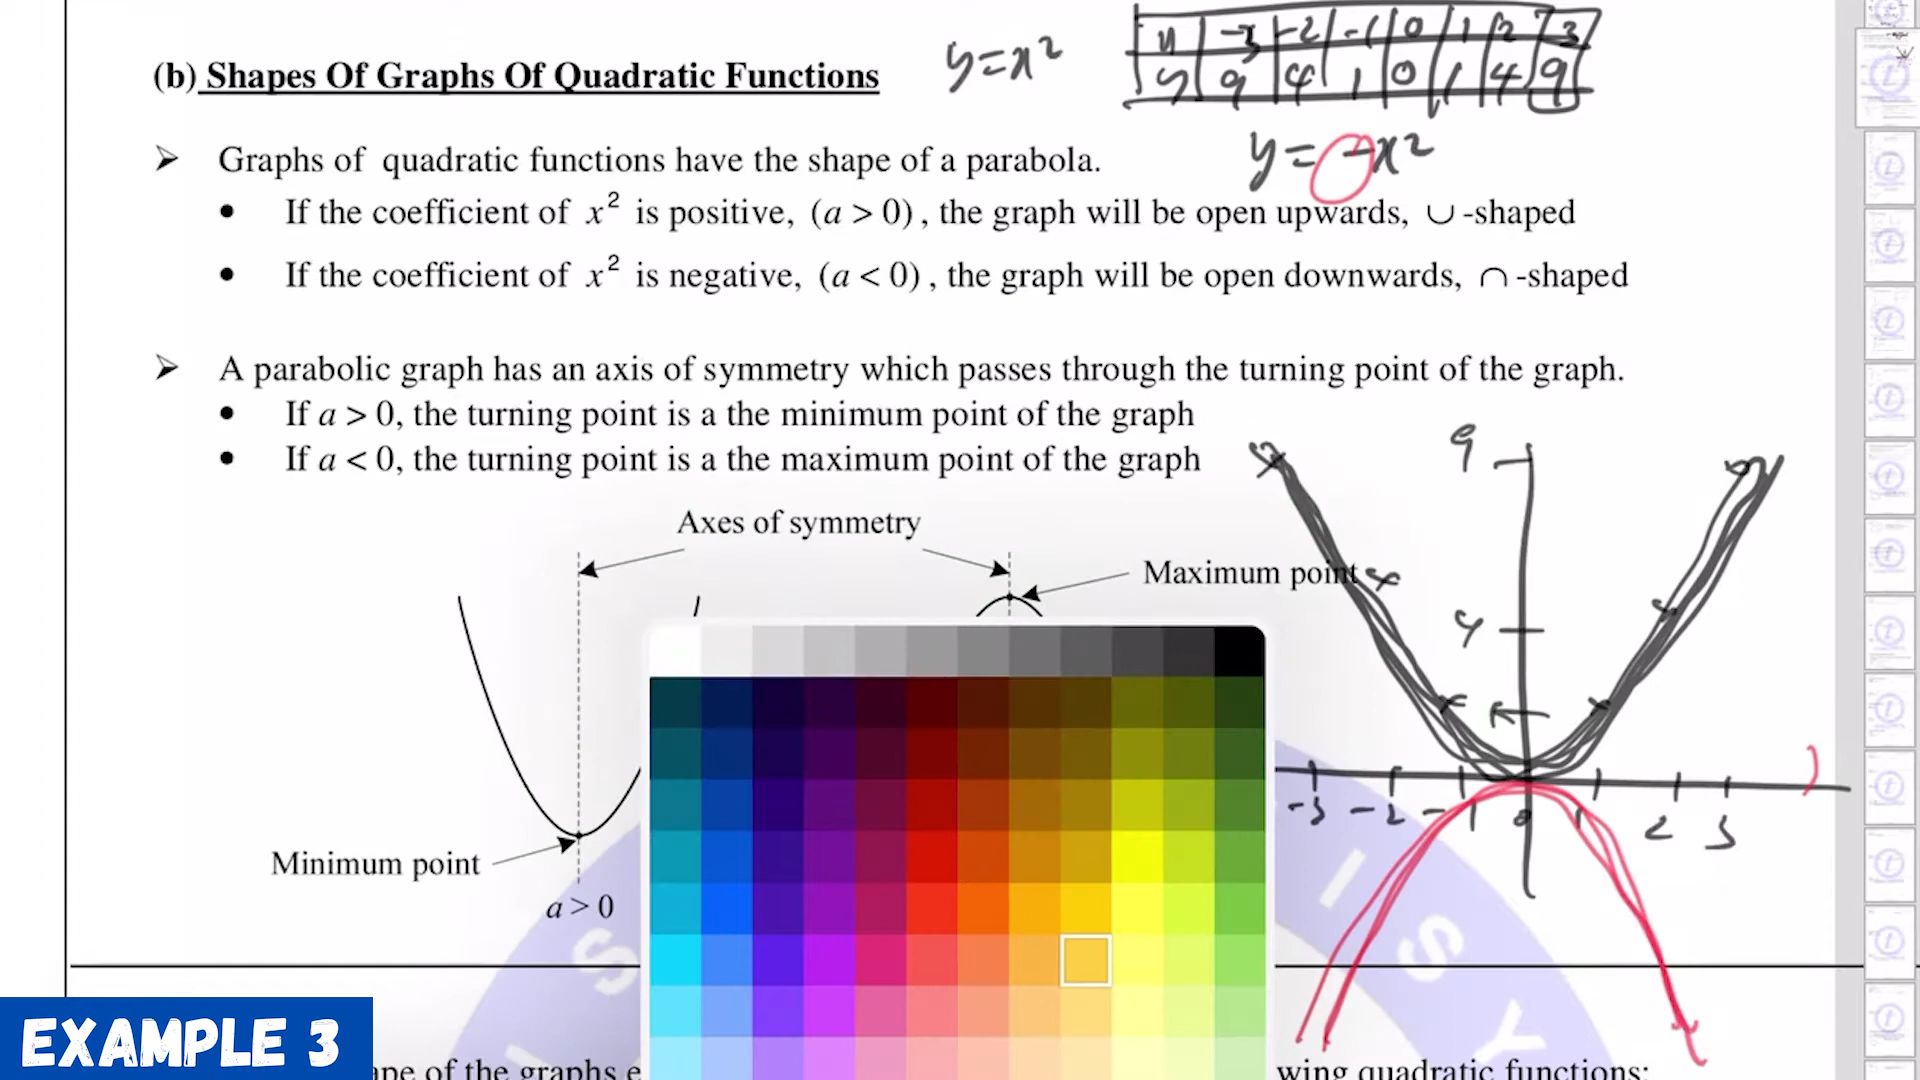 (b) Shapes Of Graphs Of Quadratic Functions
y=x²
x -3 -2 -1 0 1 2 3
y 9 4 1 0 1 4 9
y = -x²
➢ Graphs of quadratic functions have the shape of a parabola.
• If the coefficient of x² is positive, (a > 0), the graph will be open upwards, ∪ -shaped
• If the coefficient of x² is negative, (a < 0), the graph will be open downwards, ∩ -shaped
➢ A parabolic graph has an axis of symmetry which passes through the turning point of the graph.
• If a > 0, the turning point is a the minimum point of the graph
• If a < 0, the turning point is a the maximum point of the graph
9
Axes of symmetry
Maximum point
4
-3 -2 -1 0 1 2 3
Minimum point
a > 0
I S Y
S
EXAMPLE 3
of the graphs
quadratic functions: